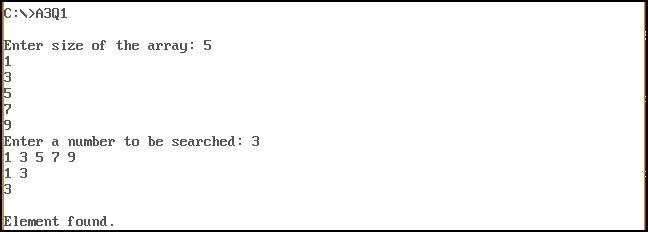 C:\>A3Q1
Enter size of the array: 5
1
3
5
7
9
Enter a number to be searched: 3
1 3 5 7 9
1 3
3
Element found.